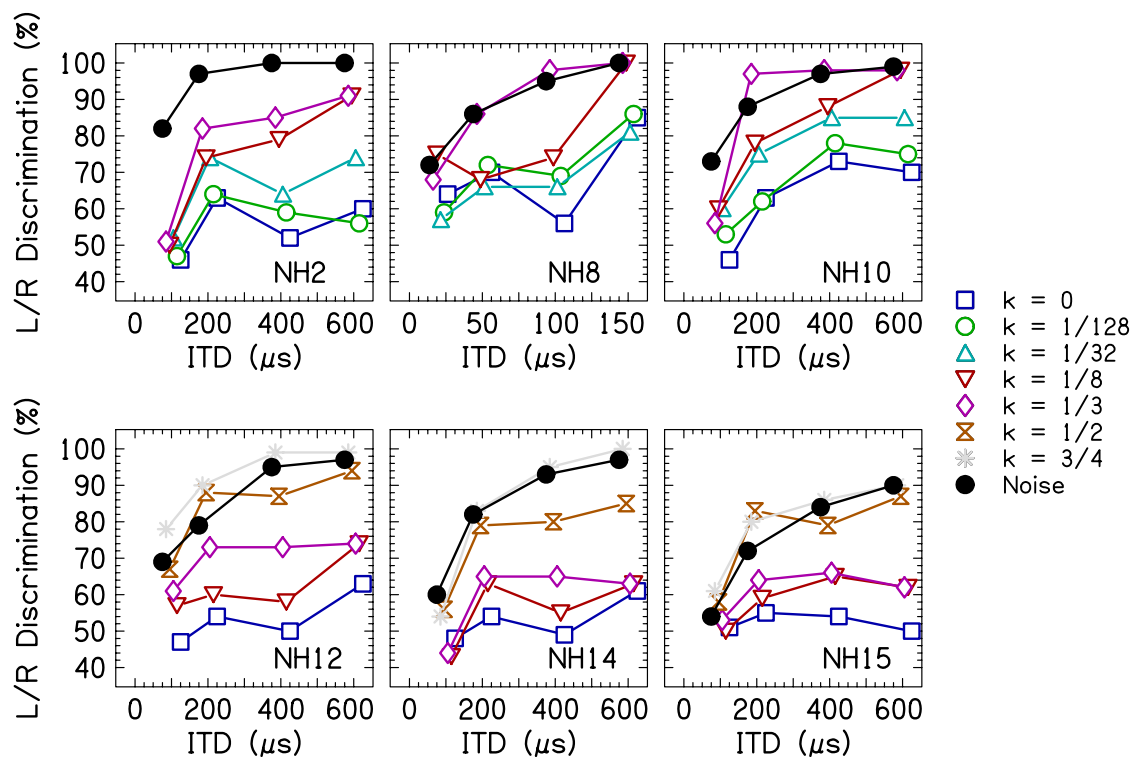 L/R Discrimination (%)
100
90
80
70
60
50
40
NH2
NH8
NH10
0 200 400 600
0 50 100 150
0 200 400 600
ITD (μs)
ITD (μs)
ITD (μs)
k = 0
k = 1/128
k = 1/32
k = 1/8
k = 1/3
k = 1/2
k = 3/4
Noise
L/R Discrimination (%)
100
90
80
70
60
50
40
NH12
NH14
NH15
0 200 400 600
0 200 400 600
0 200 400 600
ITD (μs)
ITD (μs)
ITD (μs)